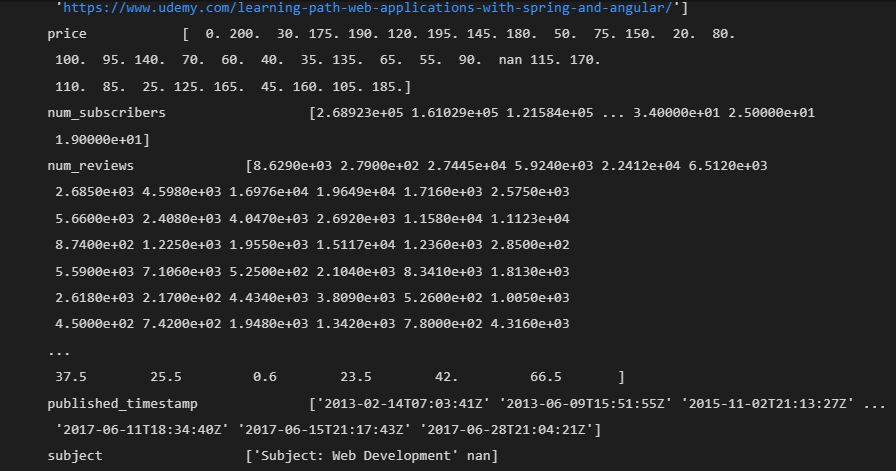 'https://www.udemy.com/learning-path-web-applications-with-spring-and-angular/']
price [ 0. 200. 30. 175. 190. 120. 195. 145. 180. 50. 75. 150. 20. 80.
100. 95. 140. 70. 60. 40. 35. 135. 65. 55. 90. nan 115. 170.
110. 85. 25. 125. 165. 45. 160. 105. 185.]
num_subscribers [2.68923e+05 1.61029e+05 1.21584e+05 ... 3.40000e+01 2.50000e+01
1.90000e+01]
num_reviews [8.6290e+03 2.7900e+02 2.7445e+04 5.9240e+03 2.2412e+04 6.5120e+03
2.6850e+03 4.5980e+03 1.6976e+04 1.9649e+04 1.7160e+03 2.5750e+03
5.6600e+03 2.4080e+03 4.0470e+03 2.6920e+03 1.1580e+04 1.1123e+04
8.7400e+02 1.2250e+03 1.9550e+03 1.5117e+04 1.2360e+03 2.8500e+02
5.5900e+03 7.1060e+03 5.2500e+02 2.1040e+03 8.3410e+03 1.8130e+03
2.6180e+03 2.1700e+02 4.4340e+03 3.8090e+03 5.2600e+02 1.0050e+03
4.5000e+02 7.4200e+02 1.9480e+03 1.3420e+03 7.8000e+02 4.3160e+03
...
37.5 25.5 0.6 23.5 42. 66.5 ]
published_timestamp ['2013-02-14T07:03:41Z' '2013-06-09T15:51:55Z' '2015-11-02T21:13:27Z' ...
'2017-06-11T18:34:40Z' '2017-06-15T21:17:43Z' '2017-06-28T21:04:21Z']
subject ['Subject: Web Development' nan]